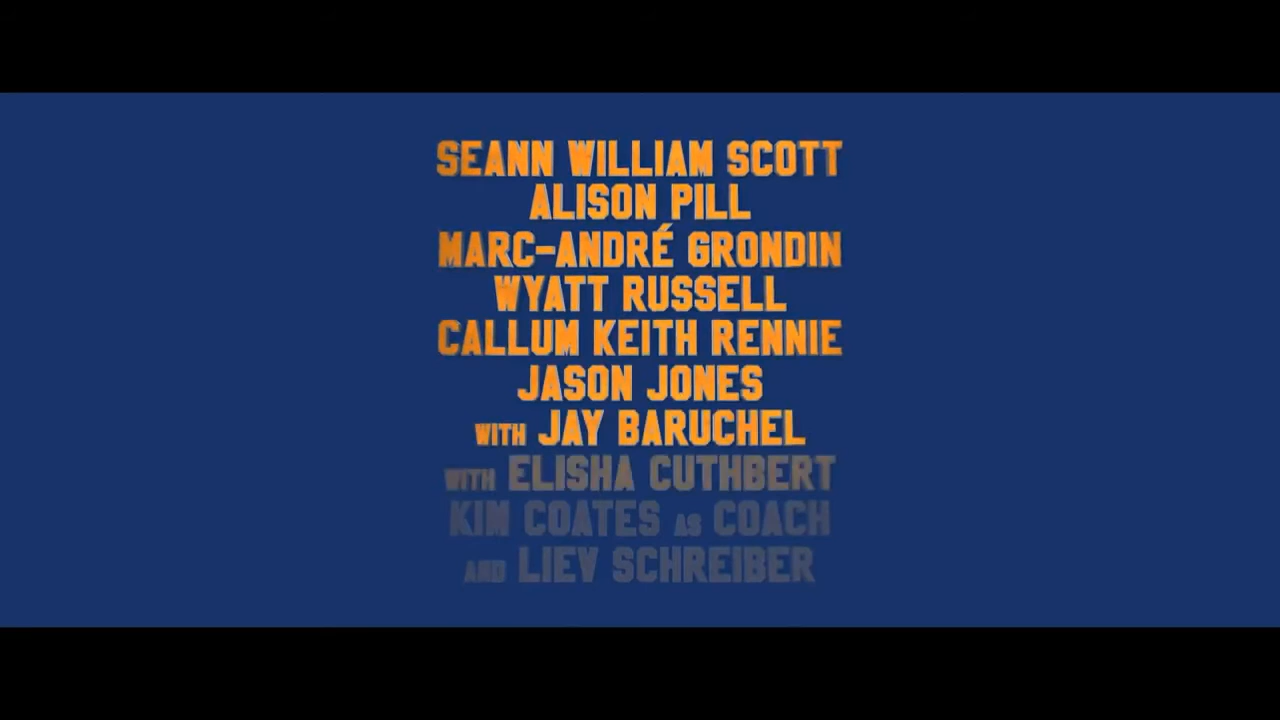 SEANN WILLIAM SCOTT
ALISON PILL
MARC-ANDRÉ GRONDIN
WYATT RUSSELL
CALLUM KEITH RENNIE
JASON JONES
WITH JAY BARUCHEL
WITH ELISHA CUTHBERT
KIM COATES AS COACH
AND LIEV SCHREIBER